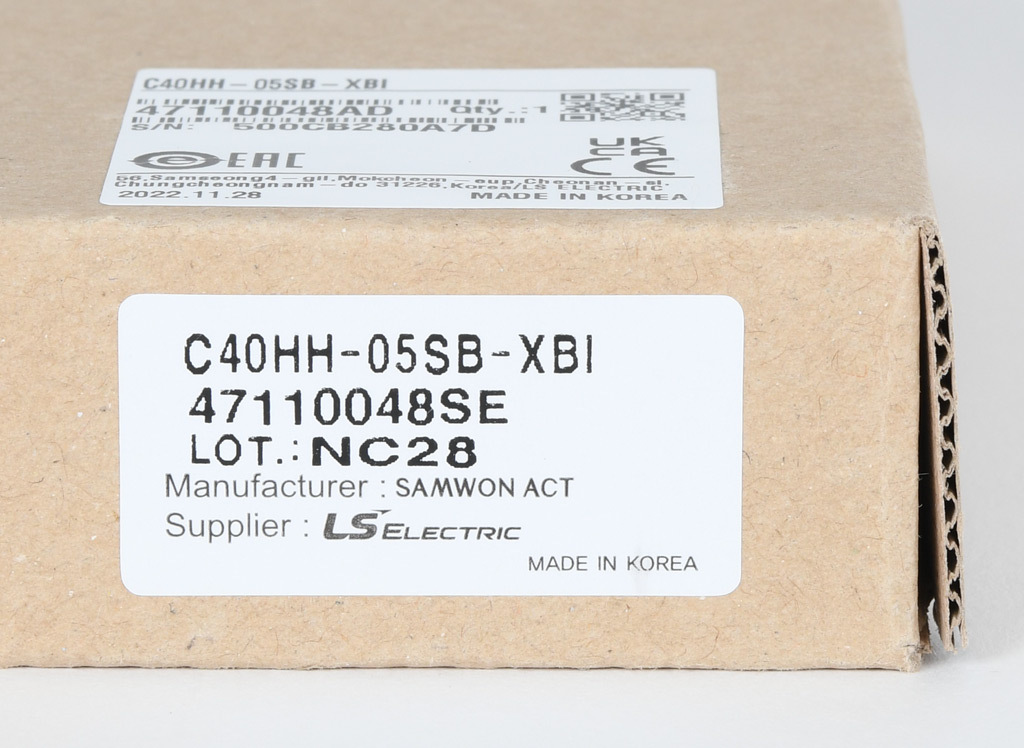 C40HH-05SB-XBI
47110048AD Qty.:1
S/N: 500CB280A7D
EAC
UK
CA
CE
56,Samseong4-gil,Mokcheon-eup,Cheonan-si,
Chungcheongnam-do 31226,Korea/LS ELECTRIC
2022.11.28 MADE IN KOREA
C40HH-05SB-XBI
47110048SE
LOT.:NC28
Manufacturer : SAMWON ACT
Supplier : LS ELECTRIC
MADE IN KOREA